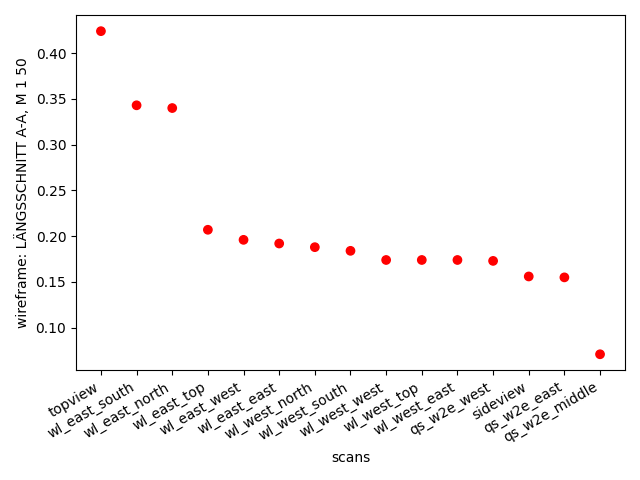 wireframe: LÄNGSSCHNITT A-A, M 1 50
0.40
0.35
0.30
0.25
0.20
0.15
0.10
topview
wl_east_south
wl_east_north
wl_east_top
wl_east_west
wl_east_east
wl_west_north
wl_west_south
wl_west_west
wl_west_top
wl_west_east
qs_w2e_west
sideview
qs_w2e_east
qs_w2e_middle
scans